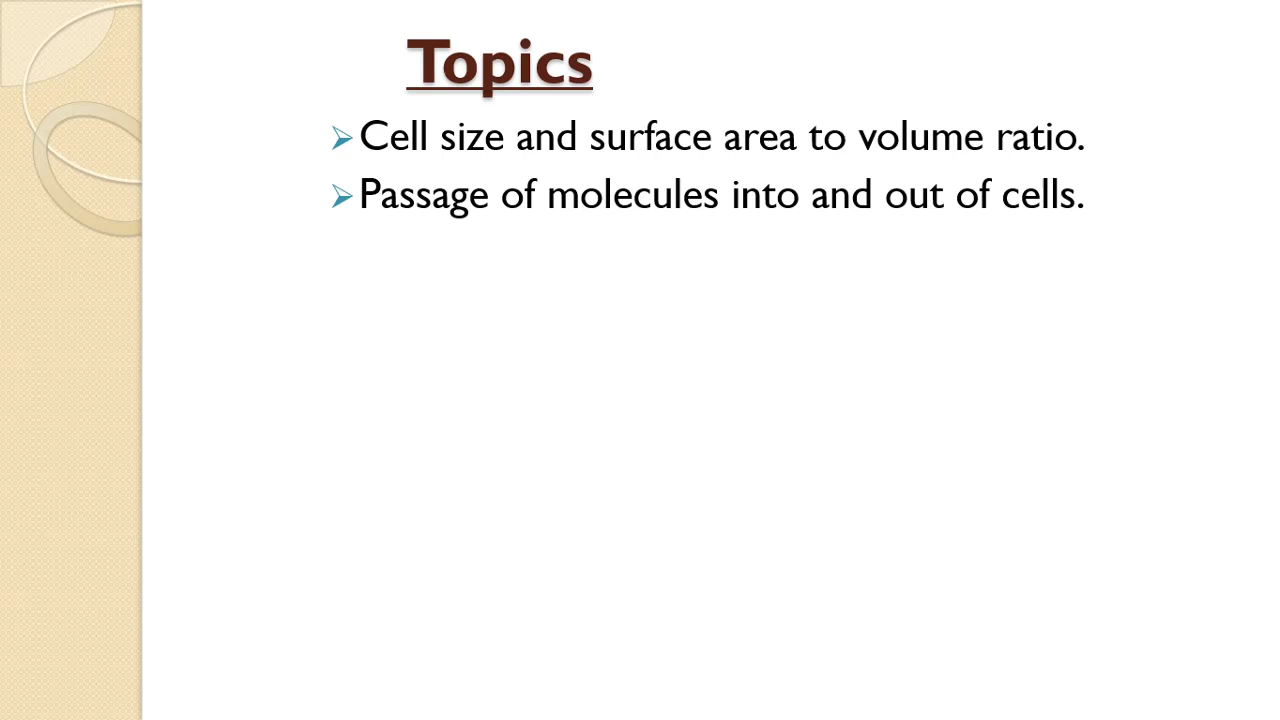 Topics
➢Cell size and surface area to volume ratio.
➢Passage of molecules into and out of cells.